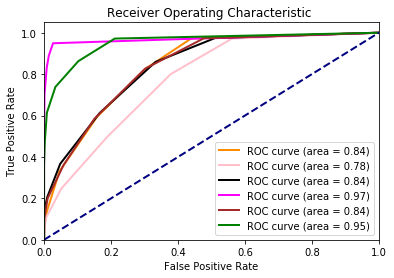 Receiver Operating Characteristic
True Positive Rate
1.0
0.8
0.6
0.4
0.2
0.0
ROC curve (area = 0.84)
ROC curve (area = 0.78)
ROC curve (area = 0.84)
ROC curve (area = 0.97)
ROC curve (area = 0.84)
ROC curve (area = 0.95)
0.0 0.2 0.4 0.6 0.8 1.0
False Positive Rate